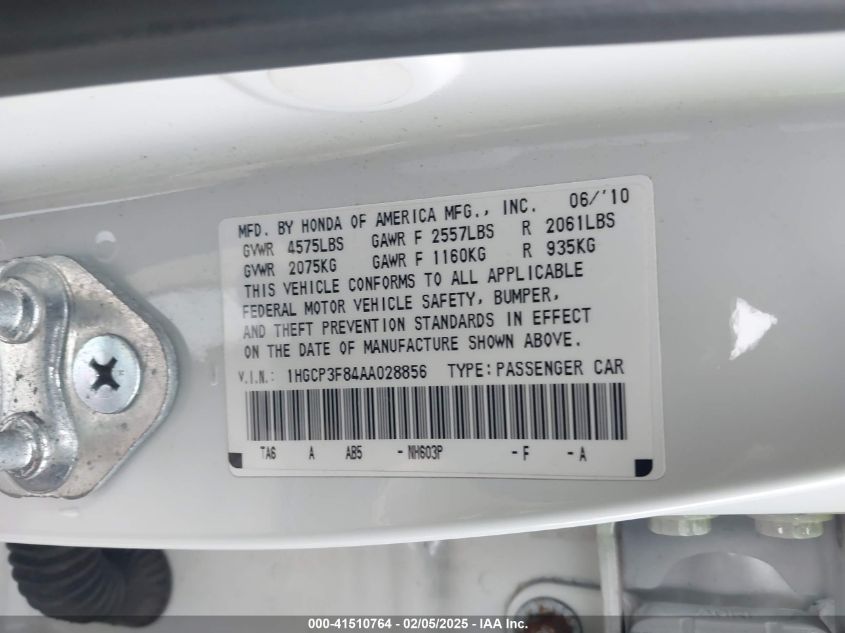 MFD. BY HONDA OF AMERICA MFG., INC. 06/'10
GVWR 4575LBS GAWR F 2557LBS R 2061LBS
GVWR 2075KG GAWR F 1160KG R 935KG
THIS VEHICLE CONFORMS TO ALL APPLICABLE
FEDERAL MOTOR VEHICLE SAFETY, BUMPER,
AND THEFT PREVENTION STANDARDS IN EFFECT
ON THE DATE OF MANUFACTURE SHOWN ABOVE.
V.I.N.: 1HGCP3F84AA028856 TYPE:PASSENGER CAR
TA6 A AB5 -NH603P -F -A
000-41510764 - 02/05/2025 - IAA Inc.